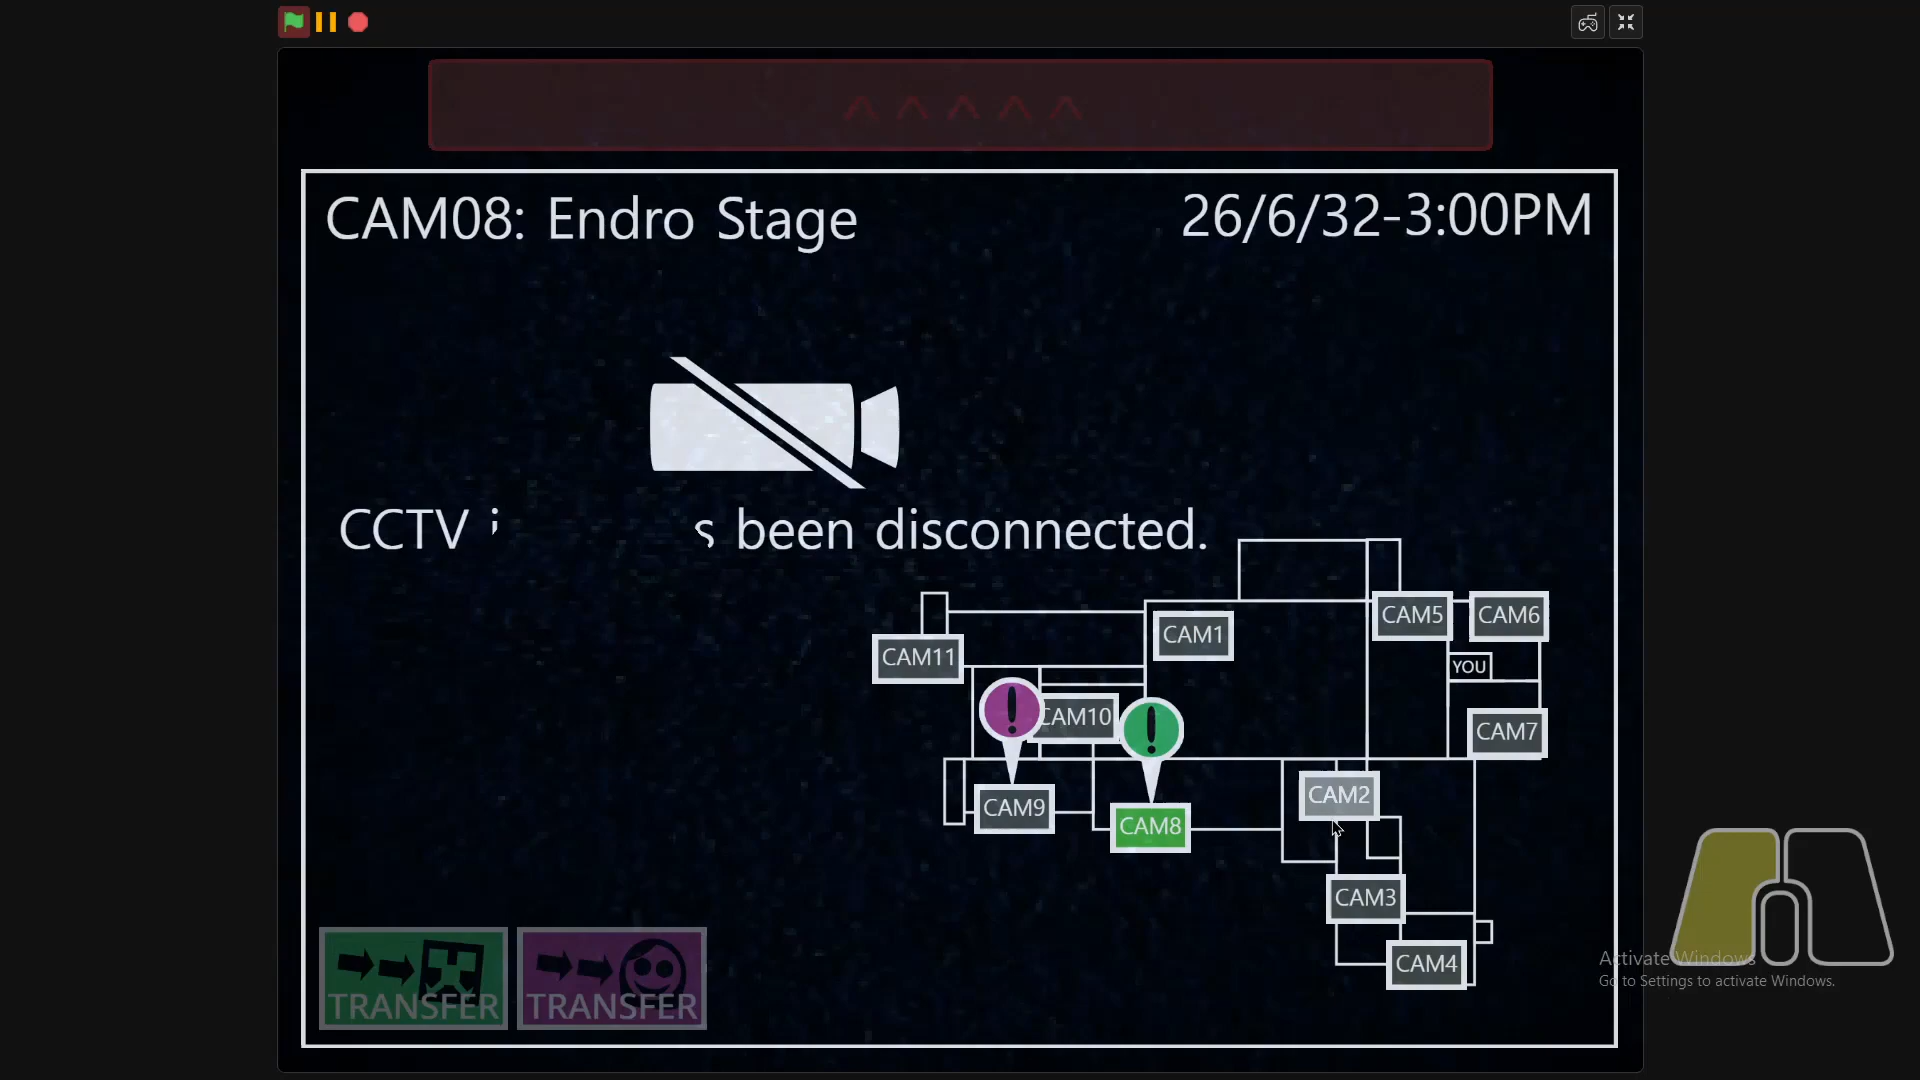 CAM08: Endro Stage
26/6/32-3:00PM
CCTV
been disconnected.
CAM5
CAM6
CAM1
CAM11
YOU
CAM10
CAM7
CAM2
CAM9
CAM8
CAM3
CAM4
TRANSFER
TRANSFER
Activate Windows
Go to Settings to activate Windows.